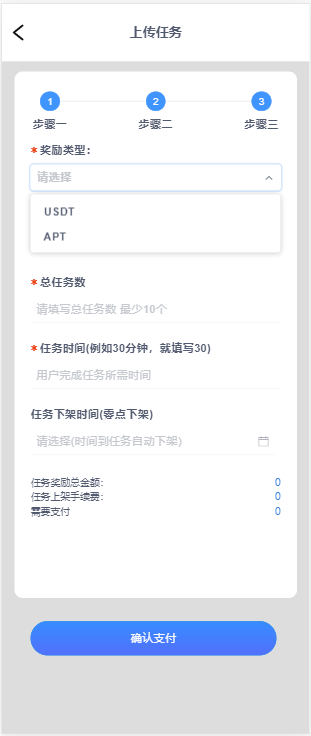 上传任务
1 2 3
步骤一 步骤二 步骤三
*奖励类型：
请选择
USDT
APT
*总任务数
请填写总任务数 最少10个
*任务时间(例如30分钟，就填写30)
用户完成任务所需时间
任务下架时间(零点下架)
请选择(时间到任务自动下架)
任务奖励总金额： 0
任务上架手续费： 0
需要支付 0
确认支付